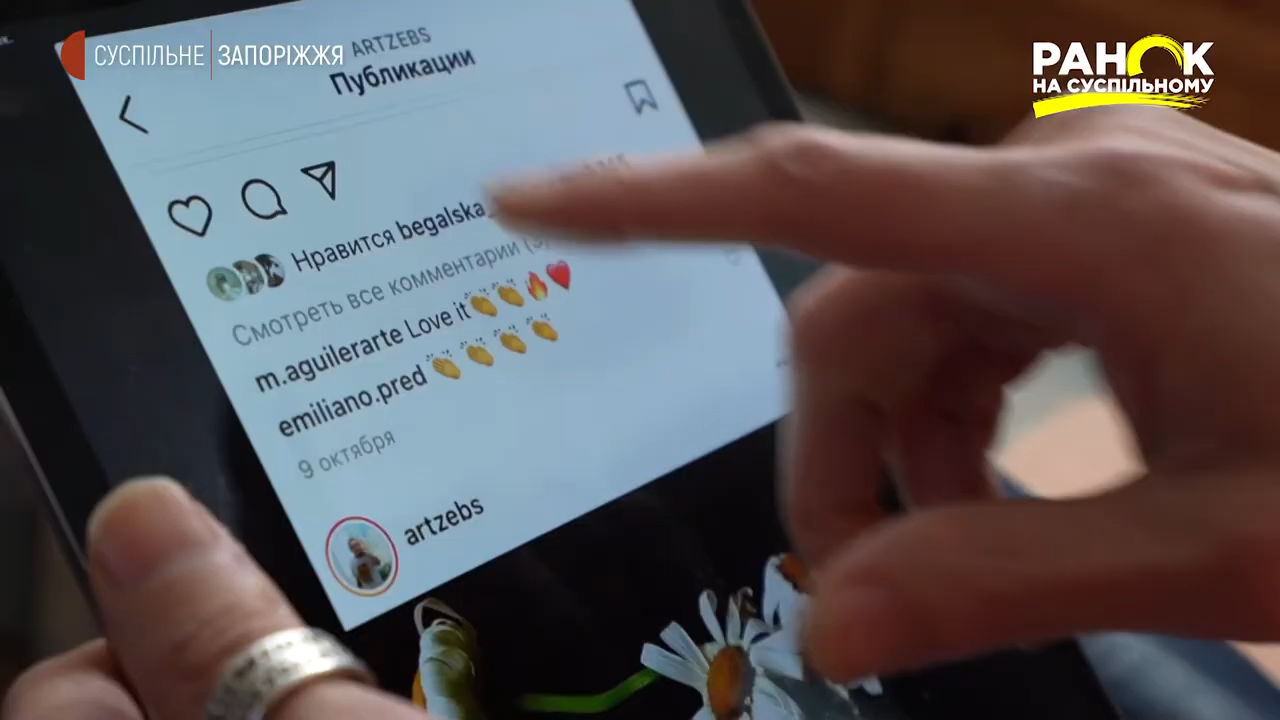 СУСПІЛЬНЕ ЗАПОРІЖЖЯ
РАНОК
НА СУСПІЛЬНОМУ
ARTZEBS
Публикации
Нравится begalska_
Смотреть все комментарии
m.aguilerarte Love it👏👏🔥❤️
emiliano.pred 👏👏👏👏
9 октября
artzebs